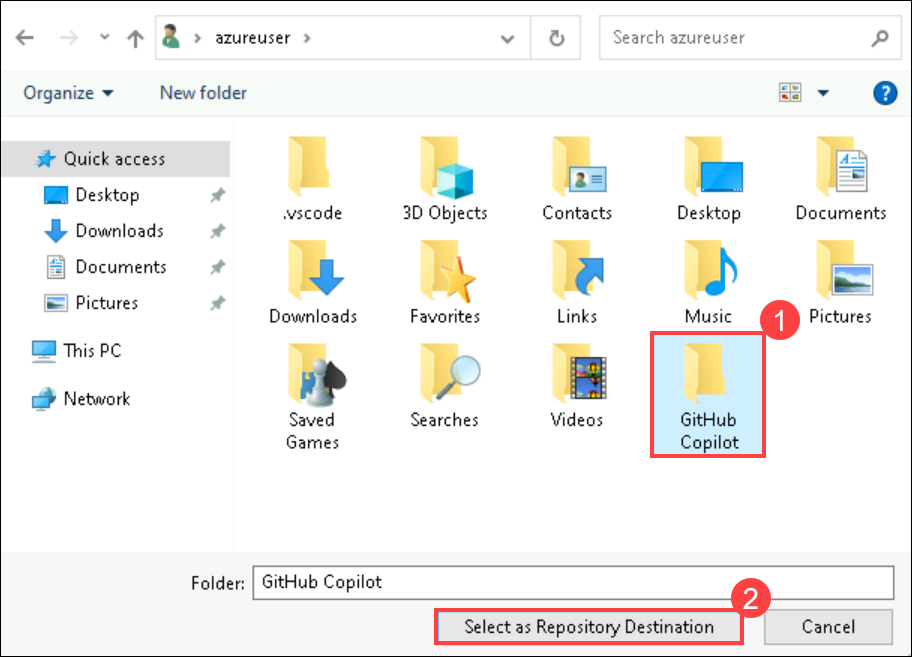 azureuser
Search azureuser
Organize
New folder
?
Quick access
Desktop
Downloads
Documents
Pictures
This PC
Network
.vscode
3D Objects
Contacts
Desktop
Documents
Downloads
Favorites
Links
Music
Pictures
1
Saved
Games
Searches
Videos
GitHub
Copilot
Folder:
GitHub Copilot
2
Select as Repository Destination
Cancel